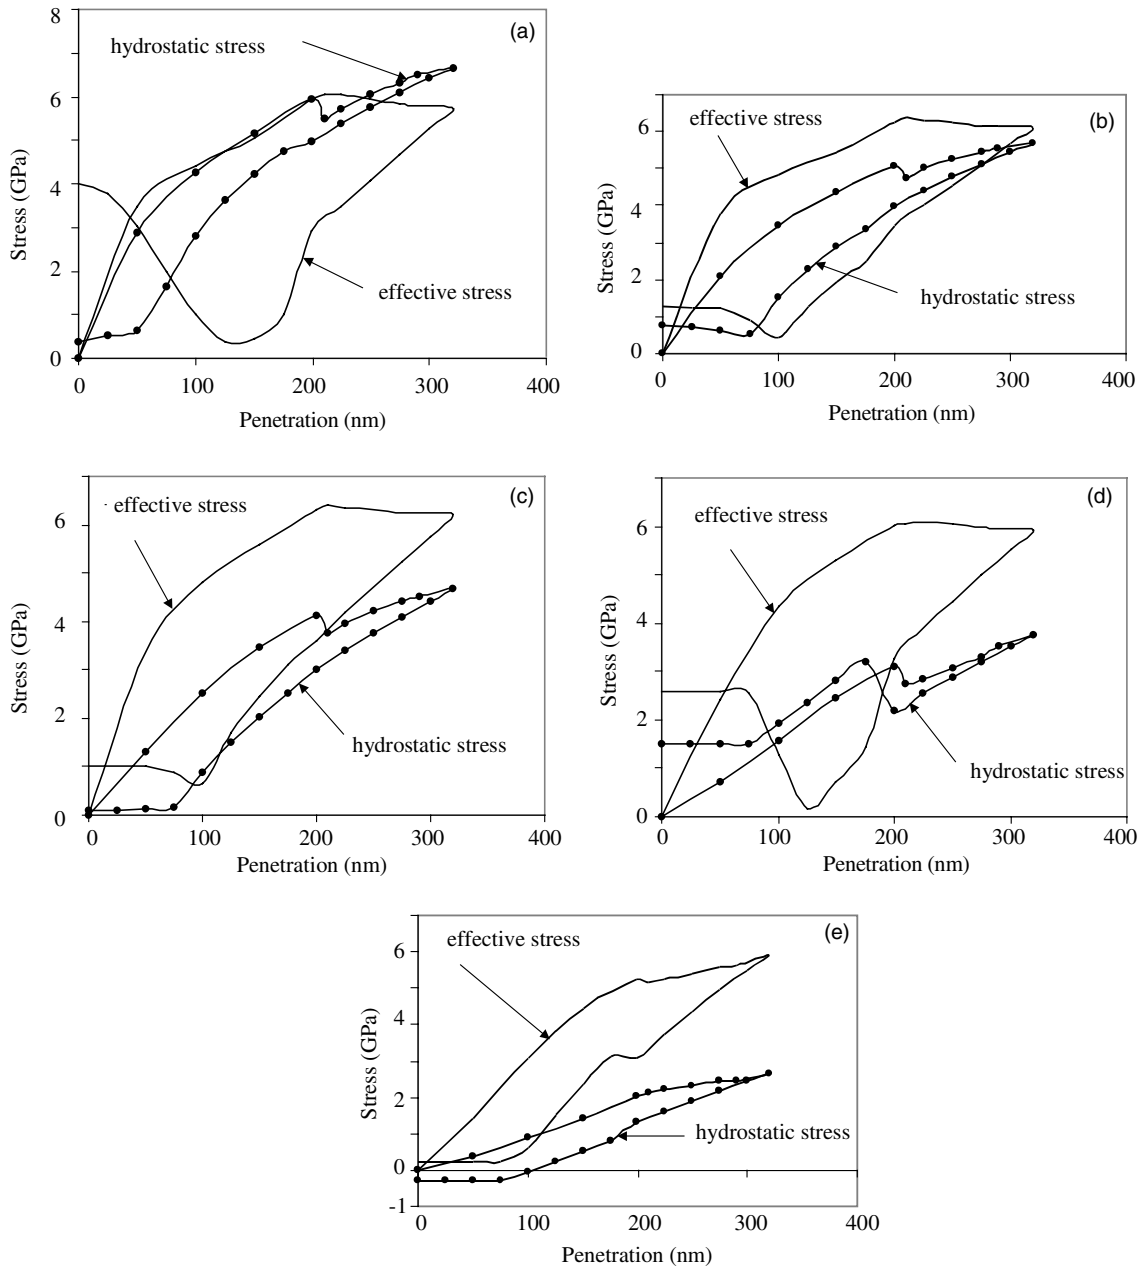 (a)
hydrostatic stress
effective stress
8
6
4
2
0
Stress (GPa)
0 100 200 300 400
Penetration (nm)
(b)
effective stress
hydrostatic stress
6
4
2
0
Stress (GPa)
0 100 200 300 400
Penetration (nm)
(c)
effective stress
hydrostatic stress
6
4
2
0
Stress (GPa)
0 100 200 300 400
Penetration (nm)
(d)
effective stress
hydrostatic stress
6
4
2
0
Stress (GPa)
0 100 200 300 400
Penetration (nm)
(e)
effective stress
hydrostatic stress
6
4
2
0
-1
Stress (GPa)
0 100 200 300 400
Penetration (nm)